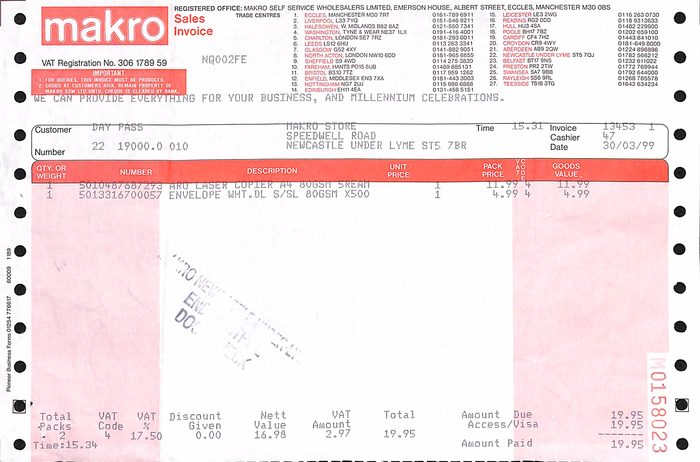 makro
Sales
Invoice
REGISTERED OFFICE: MAKRO SELF SERVICE WHOLESALERS LIMITED, EMERSON HOUSE, ALBERT STREET, ECCLES, MANCHESTER M30 0BS
TRADE CENTRES
1. ECCLES, MANCHESTER M30 7RT 0161-789 6911
2. LIVERPOOL L33 7YQ 0151-546 9211
3. HALESOWEN, W. MIDLANDS B62 8AZ 0121-550 7341
4. WASHINGTON, TYNE & WEAR NE37 1LX 0191-416 4001
5. CHARLTON, LONDON SE7 7RZ
6. LEEDS LS12 6HU 0113 263 3341
7. GLASGOW G52 4XY 0141-882 9051
8. NORTH ACTON, LONDON NW10 6DD 0181-965 6655
9. SHEFFIELD S9 4WD 0114 275 3830
10. FAREHAM, HANTS PO15 5UB
11. BRISTOL BS10 7TZ 0117 959 1262
12. ENFIELD, MIDDLESEX EN3 7XA 0181-443 3003
13. NOTTINGHAM NG7 2UJ 0115 986 6888
14. EDINBURGH EH11 4EA 0131-458 5151
15. LEICESTER LE3 2WG 0116 263 0730
16. READING RG2 0DD 0118 9313633
17. HULL HU3 4SA 01482 229900
18. POOLE BH17 7BZ 01202 659100
19. CARDIFF CF4 7HZ 01443 841010
20. CROYDON CR9 4WY 0181-649 8000
21. ABERDEEN AB9 2QW 01224 896896
22. NEWCASTLE UNDER LYME ST5 7QJ
23. BELFAST BT17 9NS 01232 611022
24. PRESTON PR2 2TW 01772 769944
25. SWANSEA SA7 9BB 01792 644000
26. RAYLEIGH SS6 9RL 01268 785578
27. TEESSIDE TS18 3TG 01642 634234
VAT Registration No. 306 1789 59
NQ002FE
IMPORTANT
1. FOR QUERIES, THIS INVOICE MUST BE PRODUCED.
2. GOODS AT CUSTOMERS RISK. REMAIN PROPERTY OF
MAKRO SSW LTD UNTIL CHEQUE IS CLEARED BY BANK.
WE CAN PROVIDE EVERYTHING FOR YOUR BUSINESS, AND MILLENNIUM CELEBRATIONS.
Customer DAY PASS MAKRO STORE Time 15.31 Invoice 13453 1
SPEEDWELL ROAD Cashier 47
Number 22 19000.0 010 NEWCASTLE UNDER LYME ST5 7BR Date 30/03/99
QTY. OR WEIGHT NUMBER DESCRIPTION UNIT PRICE PACK PRICE VAT CODE GOODS VALUE
1 5010487887293 ARO LASER COPIER A4 80GSM 5REAM 1 11.99 4 11.99
1 5013316700057 ENVELOPE WHT.DL S/SL 80GSM X500 1 4.99 4 4.99
MAKRO NEWCASTLE UNDER
Pioneer Business Forms 01254 776617 60009 1189
M0158023
Total VAT VAT Discount Nett VAT Total Amount Due 19.95
Packs Code % Given Value Amount Access/Visa 19.95
2 4 17.50 0.00 16.98 2.97 19.95 -------
Time:15.34 Amount Paid 19.95